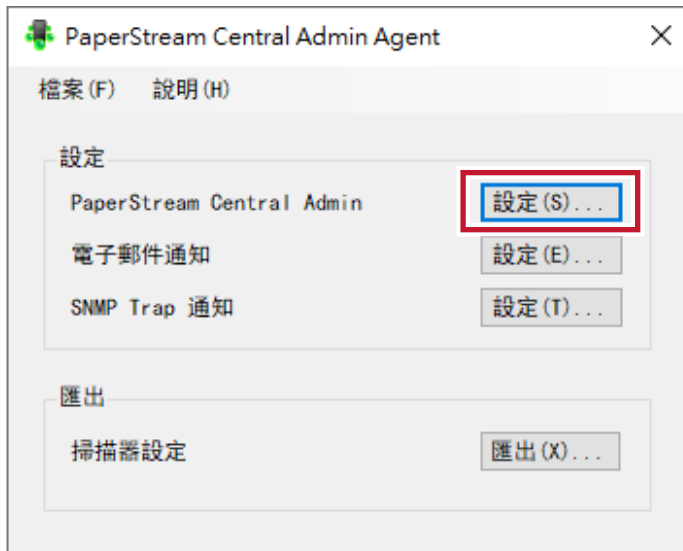 PaperStream Central Admin Agent
檔案(F) 說明(H)
設定
PaperStream Central Admin 設定(S)...
電子郵件通知 設定(E)...
SNMP Trap 通知 設定(T)...
匯出
掃描器設定 匯出(X)...